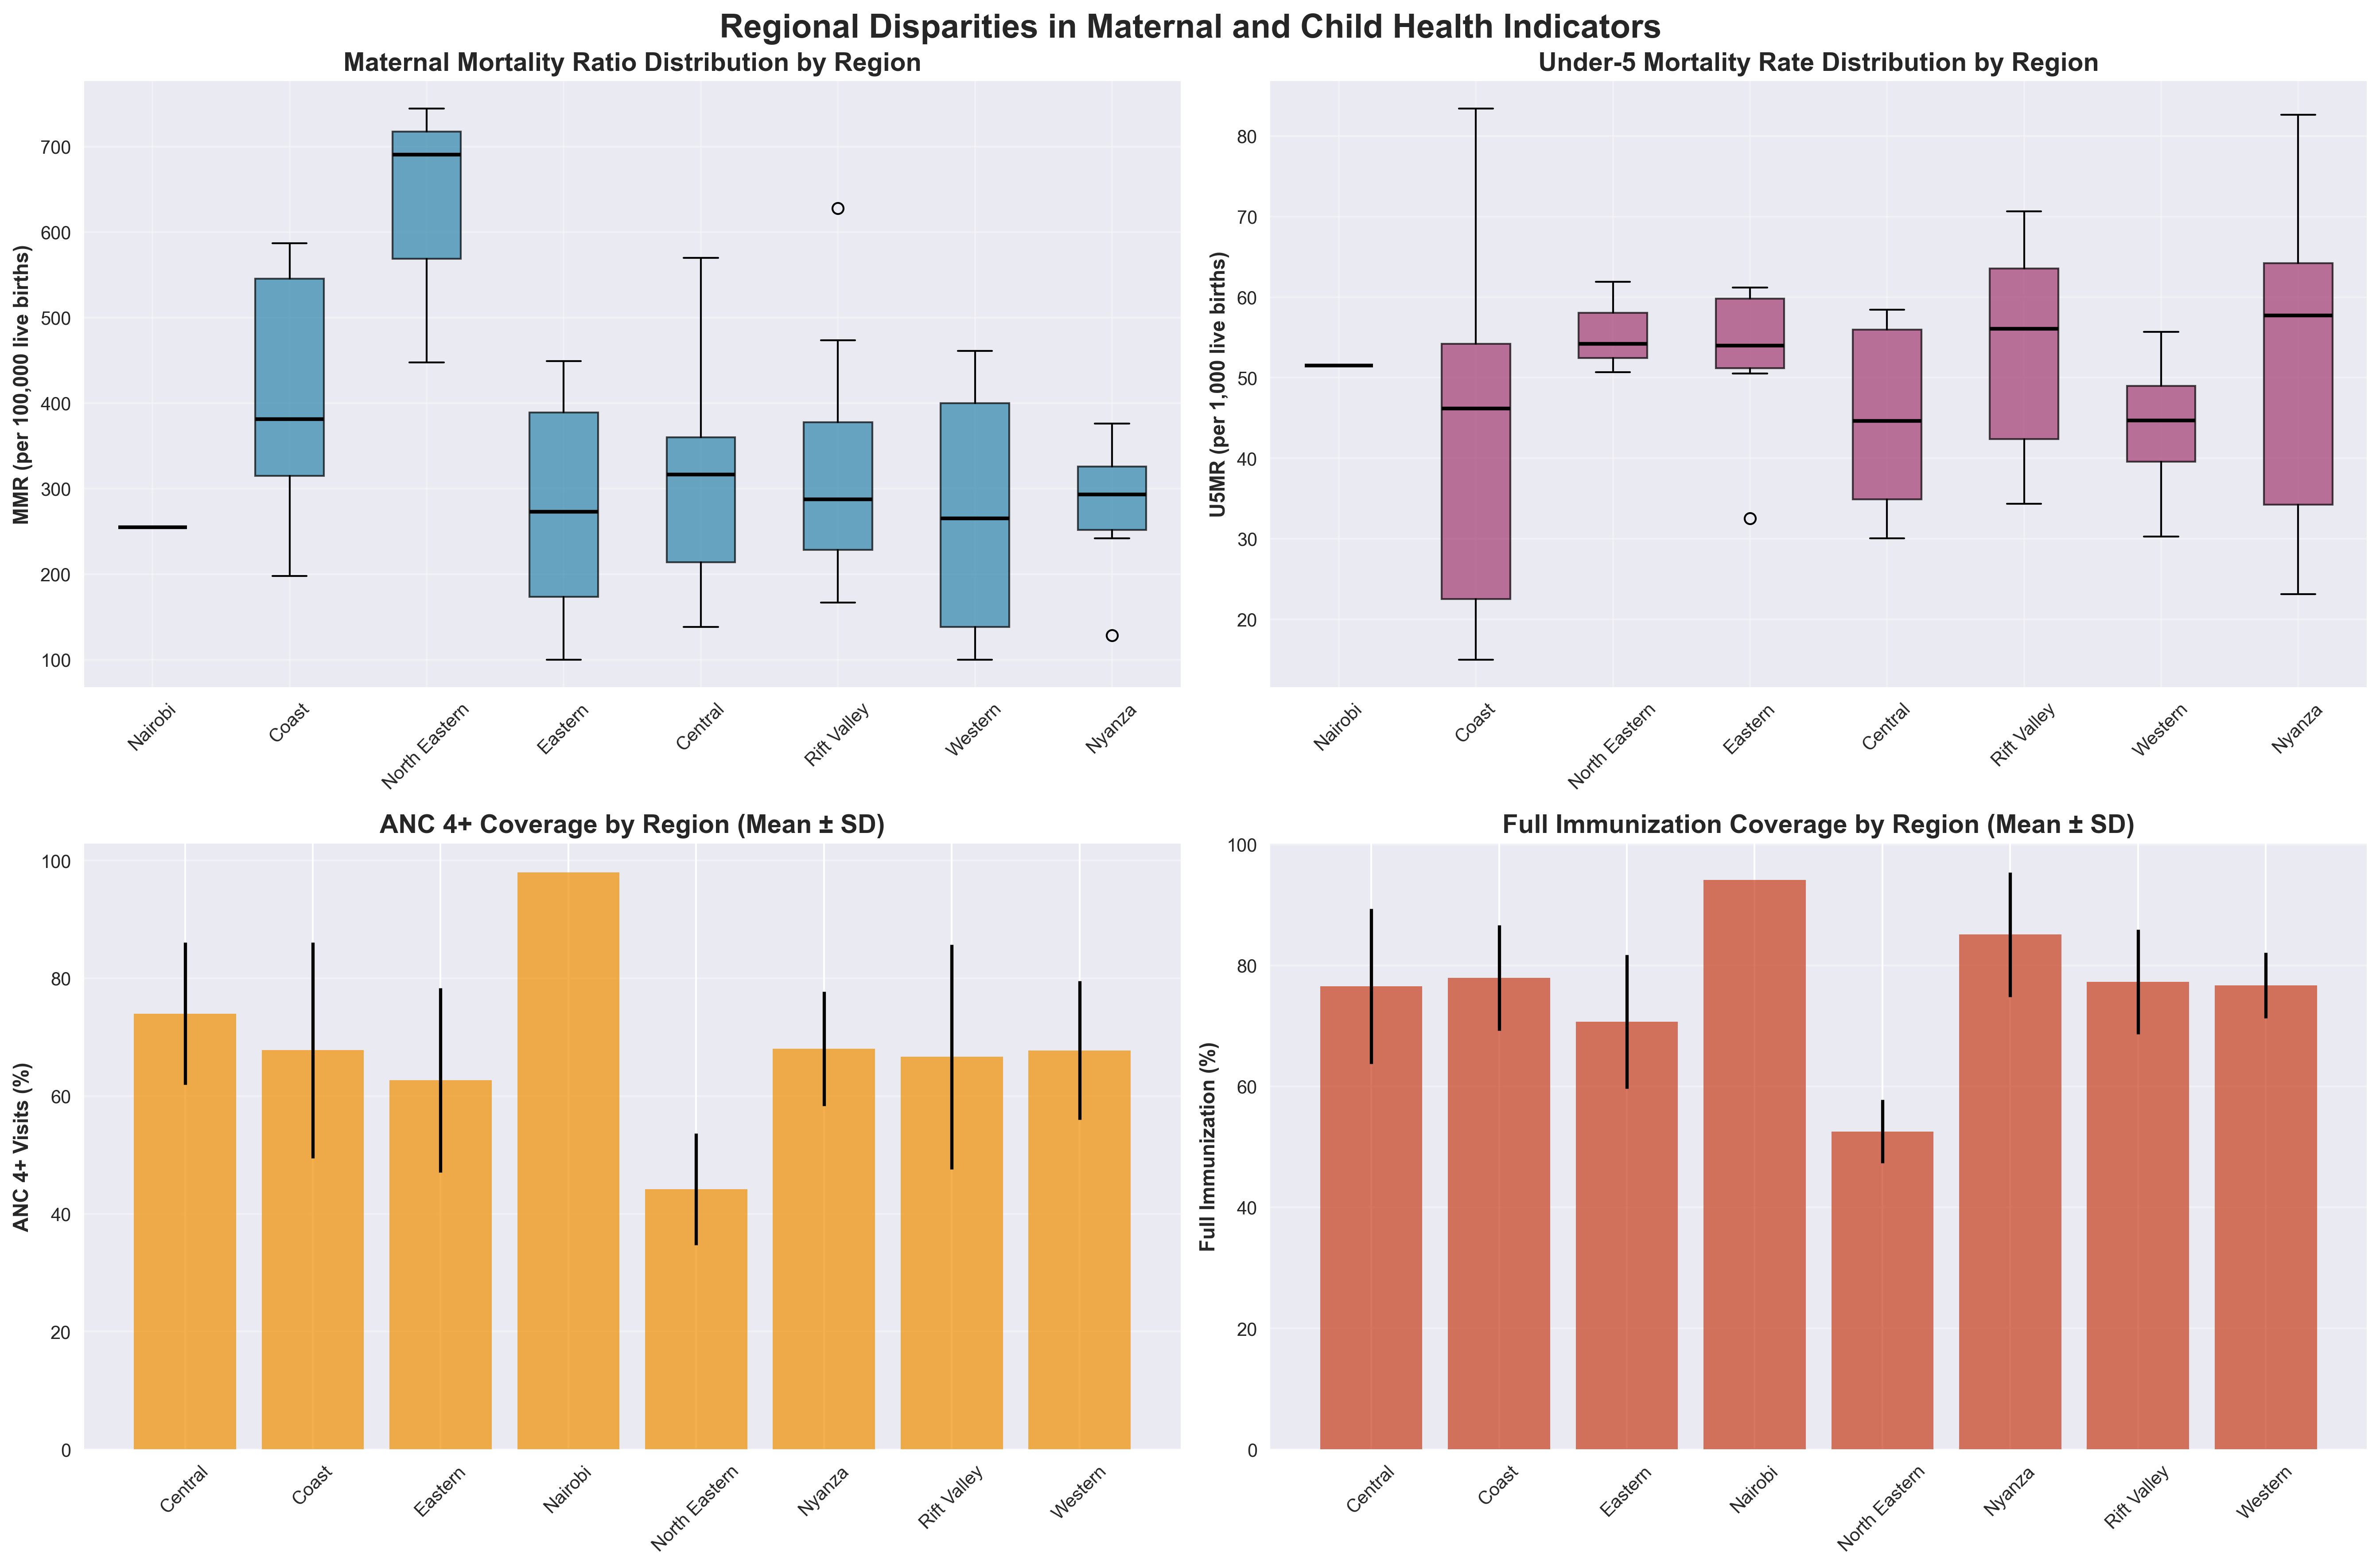 Regional Disparities in Maternal and Child Health Indicators
Maternal Mortality Ratio Distribution by Region
MMR (per 100,000 live births)
700
600
500
400
300
200
100
Nairobi
Coast
North Eastern
Eastern
Central
Rift Valley
Western
Nyanza
Under-5 Mortality Rate Distribution by Region
U5MR (per 1,000 live births)
80
70
60
50
40
30
20
Nairobi
Coast
North Eastern
Eastern
Central
Rift Valley
Western
Nyanza
ANC 4+ Coverage by Region (Mean ± SD)
ANC 4+ Visits (%)
100
80
60
40
20
0
Central
Coast
Eastern
Nairobi
North Eastern
Nyanza
Rift Valley
Western
Full Immunization Coverage by Region (Mean ± SD)
Full Immunization (%)
100
80
60
40
20
0
Central
Coast
Eastern
Nairobi
North Eastern
Nyanza
Rift Valley
Western